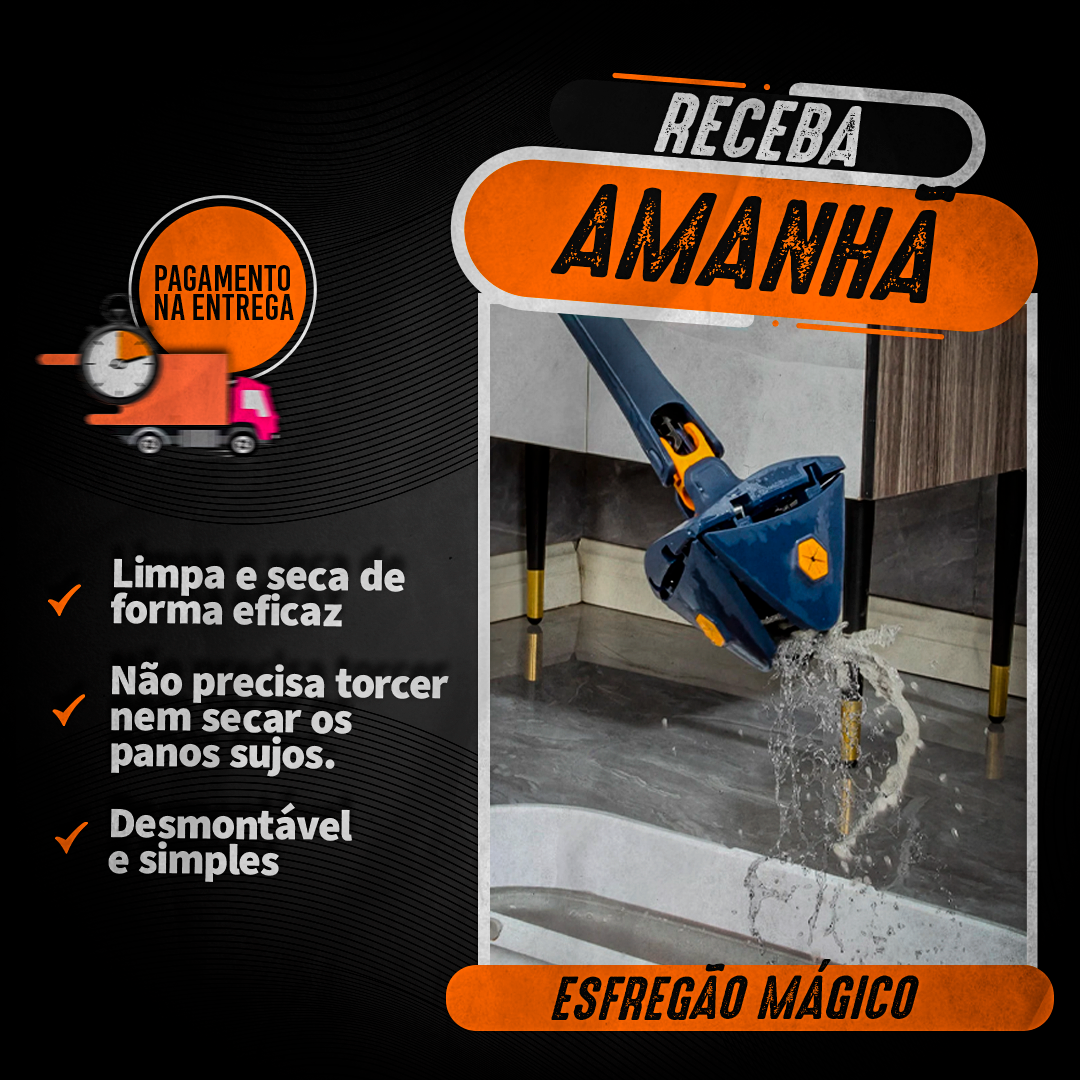 RECEBA
AMANHÃ
PAGAMENTO
NA ENTREGA
Limpa e seca de
forma eficaz
Não precisa torcer
nem secar os
panos sujos.
Desmontável
e simples
ESFREGÃO MÁGICO